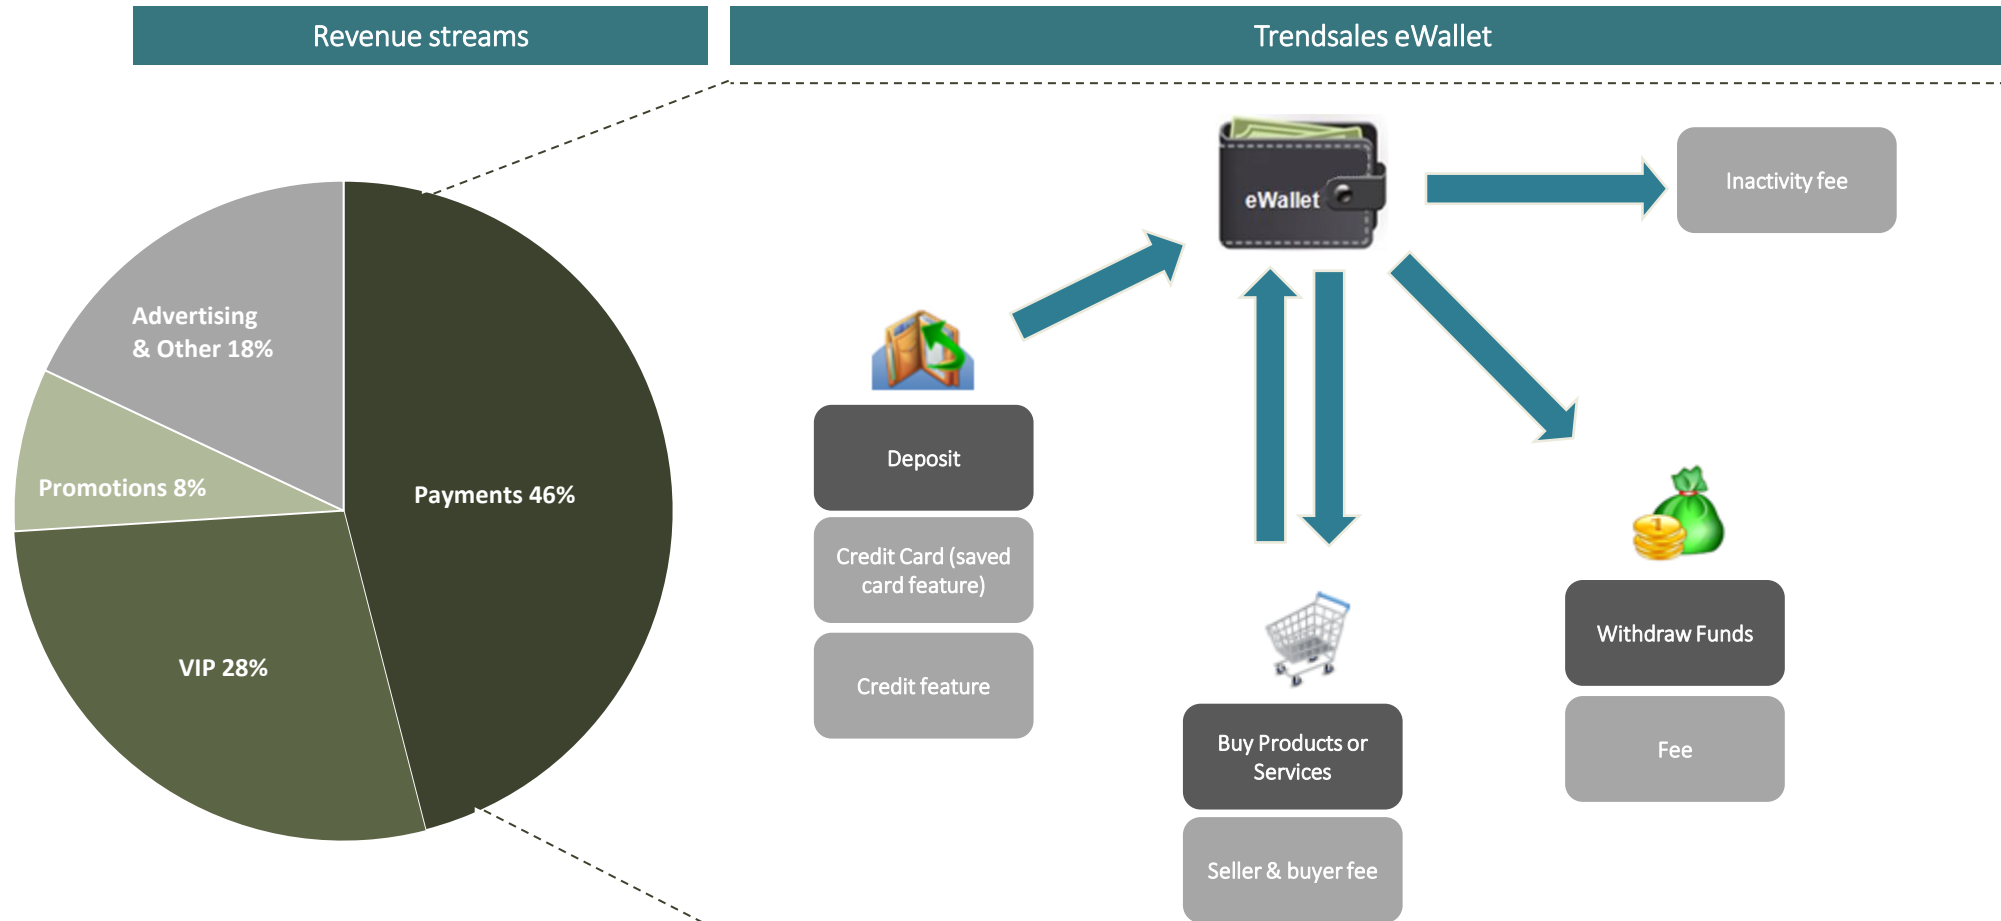 Revenue streams
Trendsales eWallet
Advertising
& Other 18%
Promotions 8%
Payments 46%
VIP 28%
eWallet
Inactivity fee
Deposit
Credit Card (saved
card feature)
Credit feature
Buy Products or
Services
Seller & buyer fee
1
Withdraw Funds
Fee